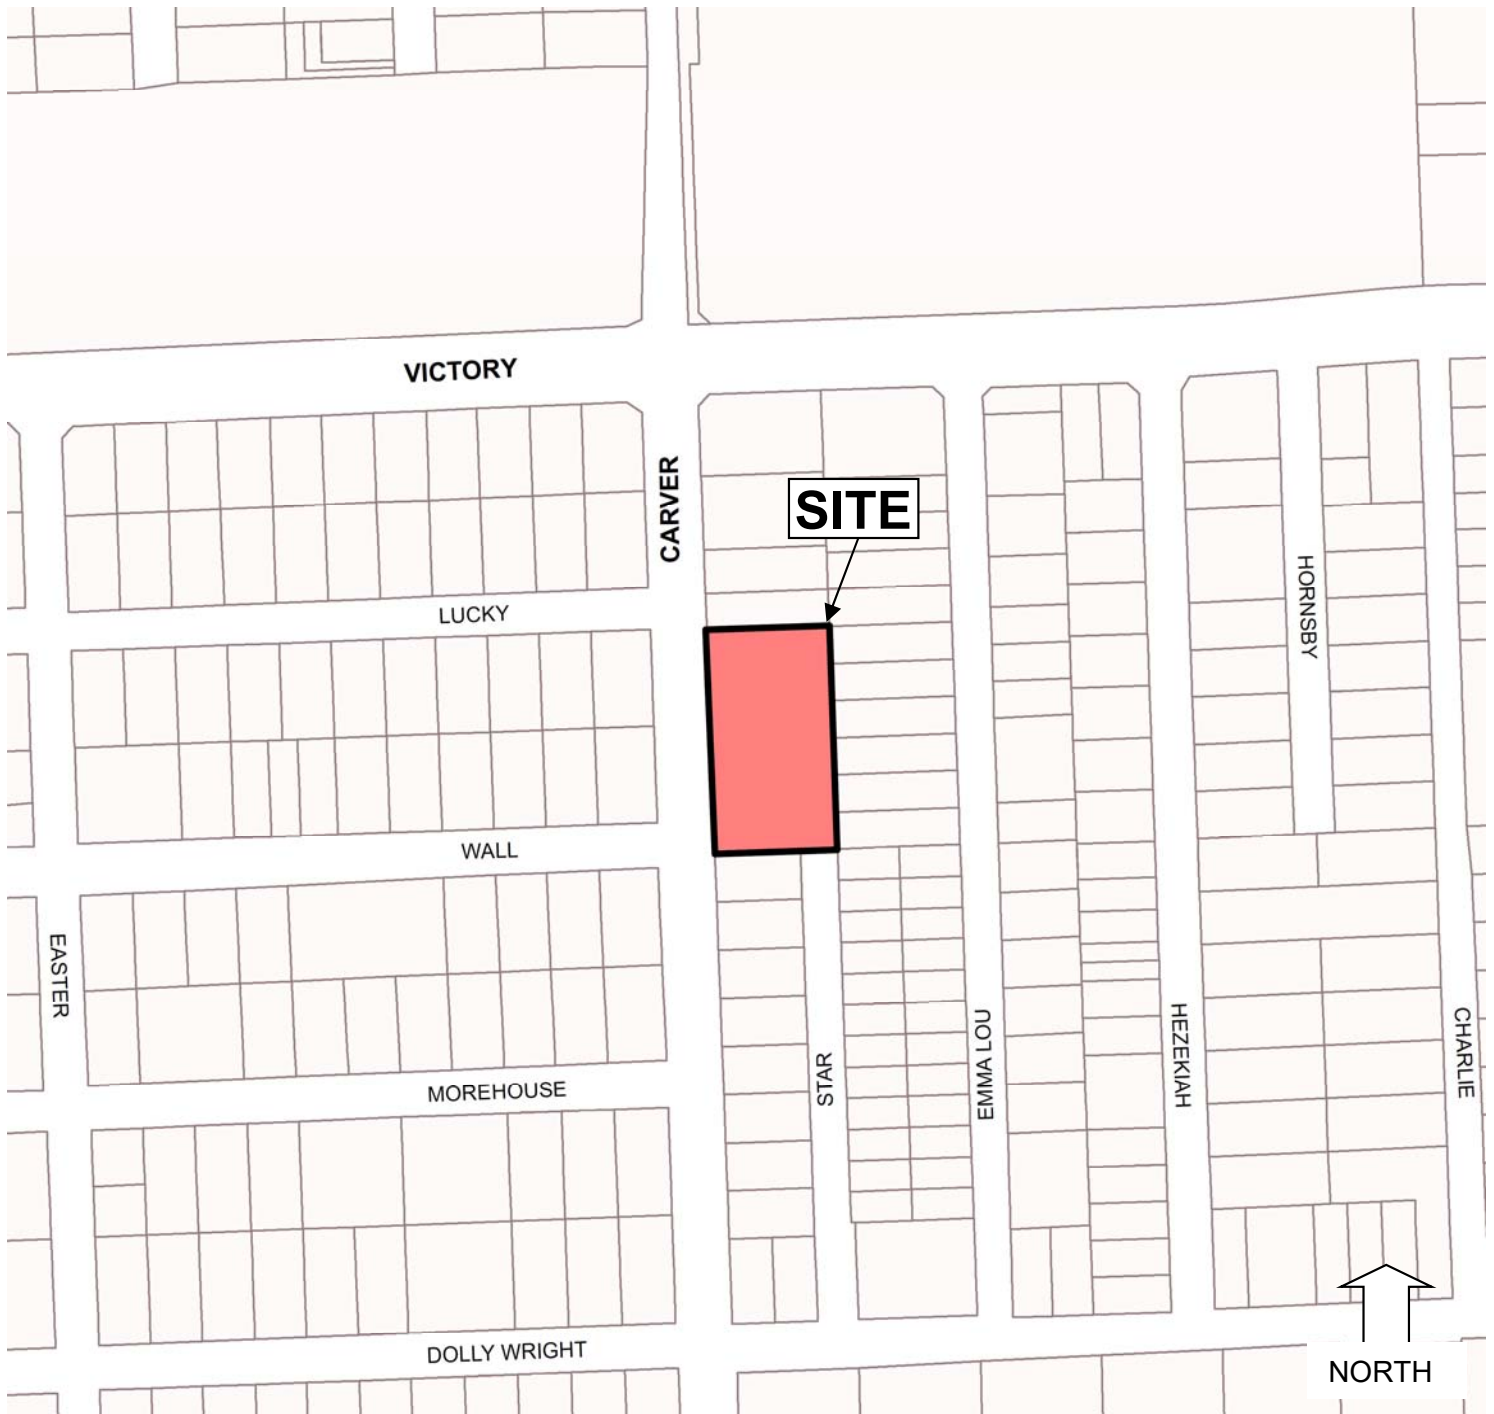 VICTORY
CARVER
SITE
LUCKY
HORNSBY
WALL
EASTER
STAR
EMMA LOU
HEZEKIAH
CHARLIE
MOREHOUSE
DOLLY WRIGHT
NORTH